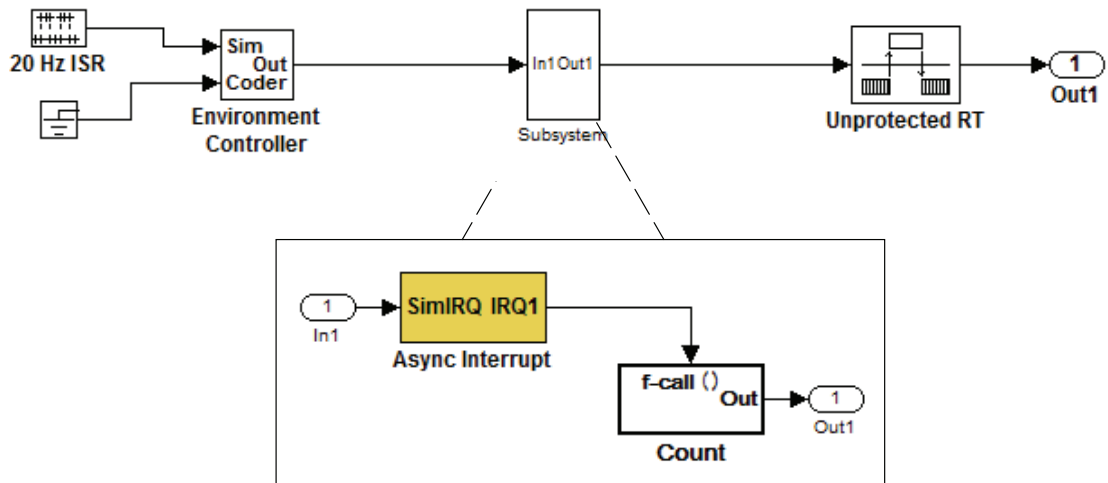 20 Hz ISR
Sim
Out
Coder
Environment
Controller
In1 Out1
Subsystem
Unprotected RT
1
Out1
1
In1
SimIRQ IRQ1
Async Interrupt
f-call ()
Out
Count
1
Out1